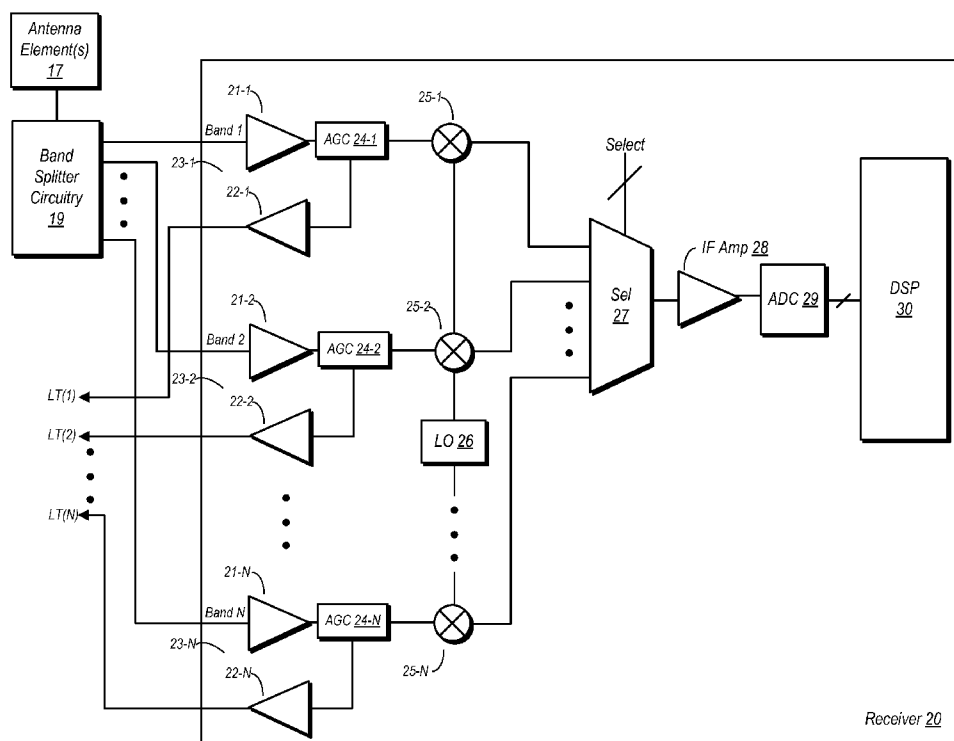 Antenna
Element(s)
17
Band
Splitter
Circuitry
19
21-1
Band 1
AGC 24-1
25-1
23-1
22-1
Select
IF Amp 28
Sel
27
ADC 29
DSP
30
21-2
Band 2
AGC 24-2
25-2
23-2
22-2
LT(1)
LT(2)
LT(N)
LO 26
21-N
Band N
AGC 24-N
25-N
23-N
22-N
Receiver 20